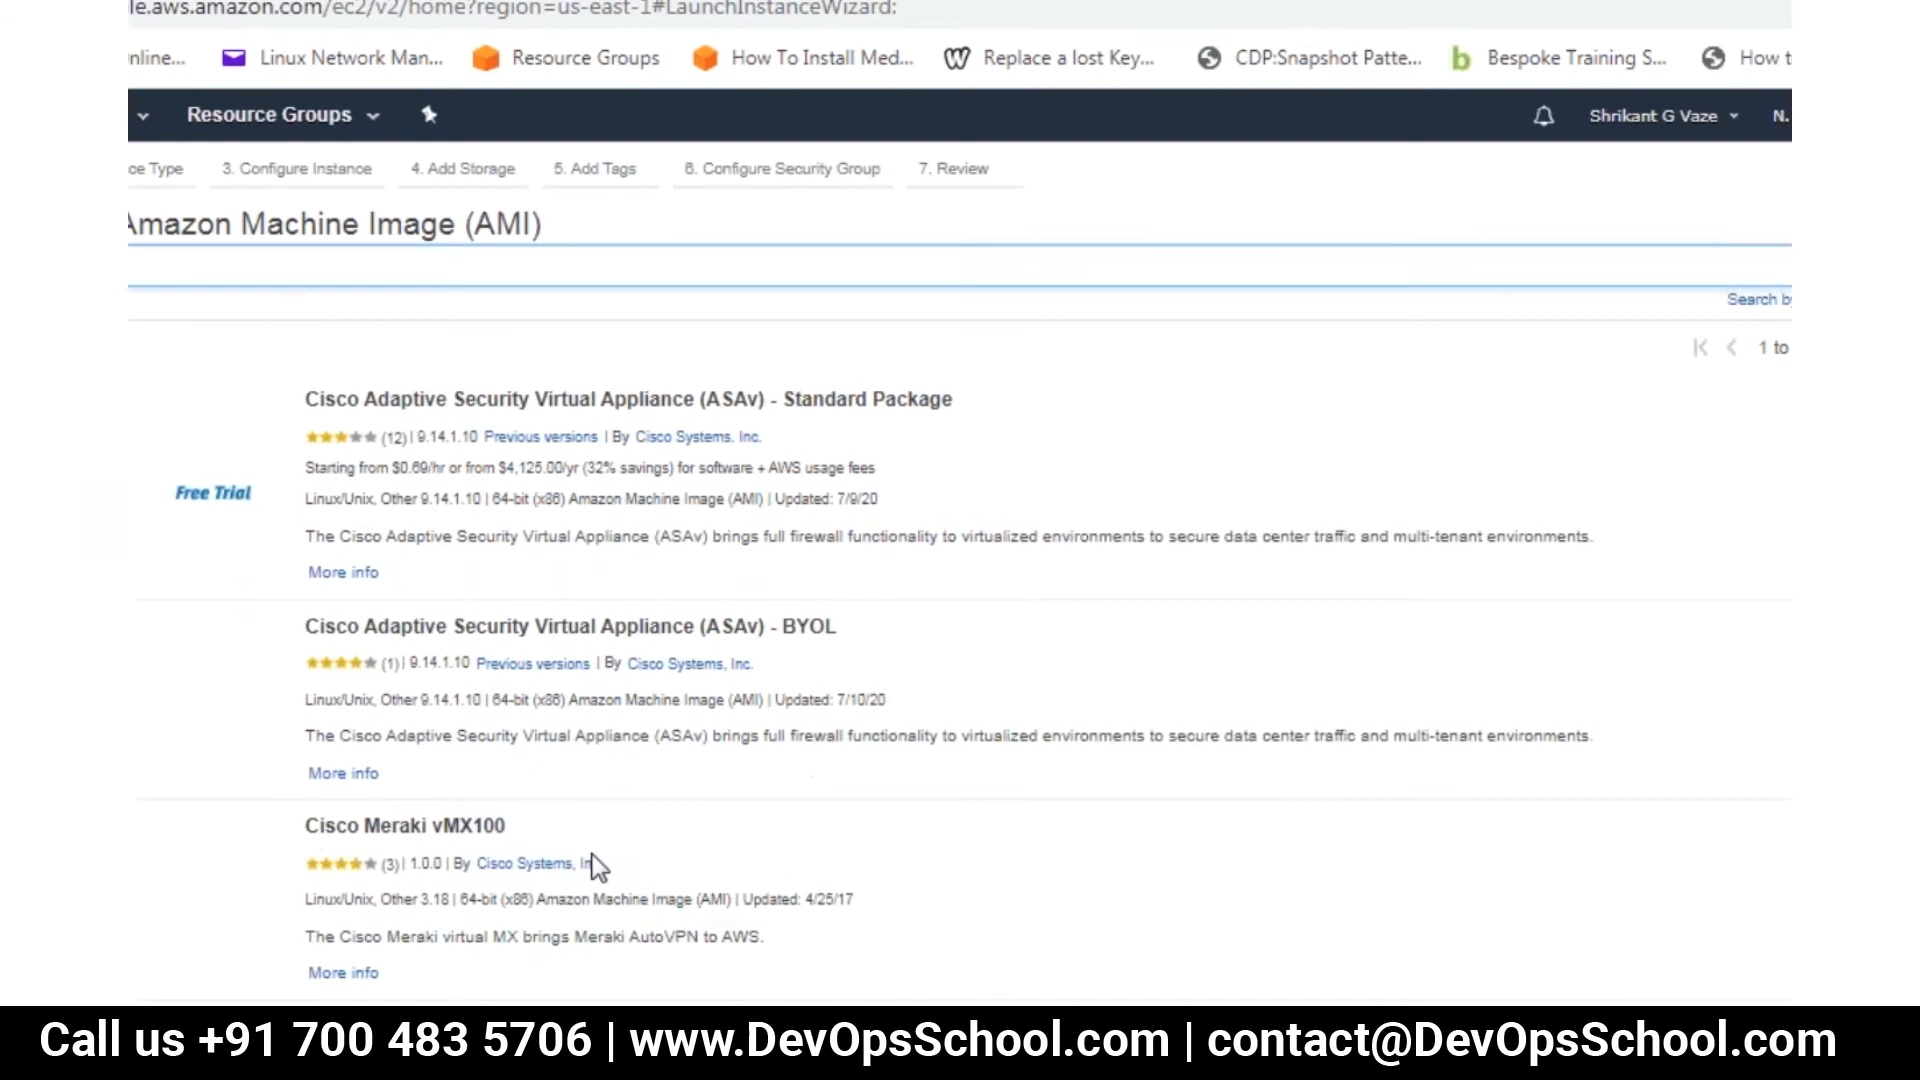 le.aws.amazon.com/ec2/v2/home?region=us-east-1#LaunchInstanceWizard:
nline... Linux Network Man... Resource Groups How To Install Med... Replace a lost Key... CDP:Snapshot Patte... Bespoke Training S... How t
Resource Groups Shrikant G Vaze N.
ce Type 3. Configure Instance 4. Add Storage 5. Add Tags 6. Configure Security Group 7. Review
Amazon Machine Image (AMI)
Search by
1 to
Cisco Adaptive Security Virtual Appliance (ASAv) - Standard Package
(12) | 9.14.1.10 Previous versions | By Cisco Systems, Inc.
Starting from $0.69/hr or from $4,125.00/yr (32% savings) for software + AWS usage fees
Free Trial
Linux/Unix, Other 9.14.1.10 | 64-bit (x86) Amazon Machine Image (AMI) | Updated: 7/9/20
The Cisco Adaptive Security Virtual Appliance (ASAv) brings full firewall functionality to virtualized environments to secure data center traffic and multi-tenant environments.
More info
Cisco Adaptive Security Virtual Appliance (ASAv) - BYOL
(1) | 9.14.1.10 Previous versions | By Cisco Systems, Inc.
Linux/Unix, Other 9.14.1.10 | 64-bit (x86) Amazon Machine Image (AMI) | Updated: 7/10/20
The Cisco Adaptive Security Virtual Appliance (ASAv) brings full firewall functionality to virtualized environments to secure data center traffic and multi-tenant environments.
More info
Cisco Meraki vMX100
(3) | 1.0.0 | By Cisco Systems, In
Linux/Unix, Other 3.18 | 64-bit (x86) Amazon Machine Image (AMI) | Updated: 4/25/17
The Cisco Meraki virtual MX brings Meraki AutoVPN to AWS.
More info
Call us +91 700 483 5706 | www.DevOpsSchool.com | contact@DevOpsSchool.com